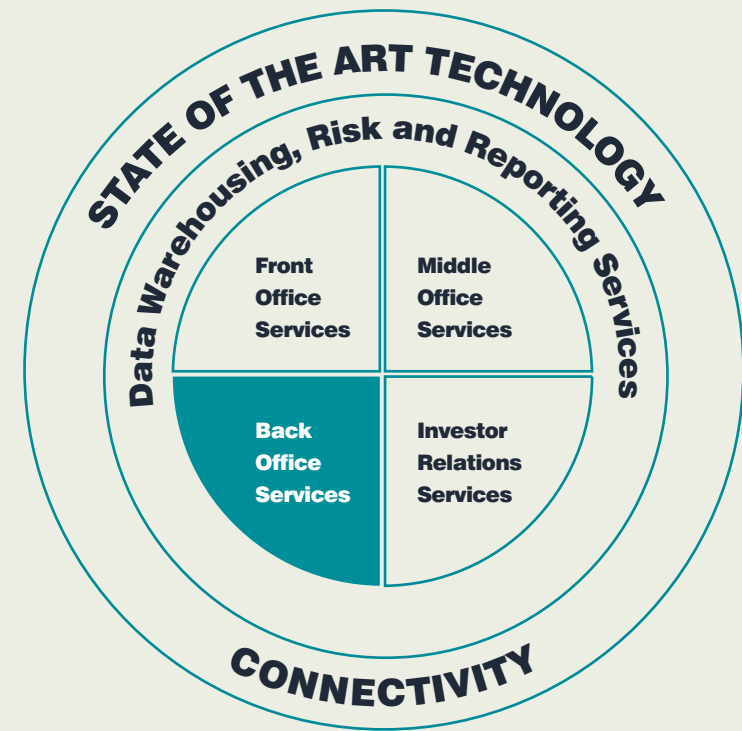 STATE OF THE ART TECHNOLOGY
Data Warehousing, Risk and Reporting Services
Front
Office
Services
Middle
Office
Services
Back
Office
Services
Investor
Relations
Services
CONNECTIVITY